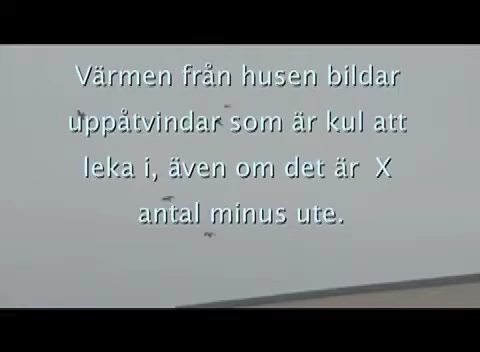 Värmen från husen bildar
uppåtvindar som är kul att
leka i, även om det är X
antal minus ute.